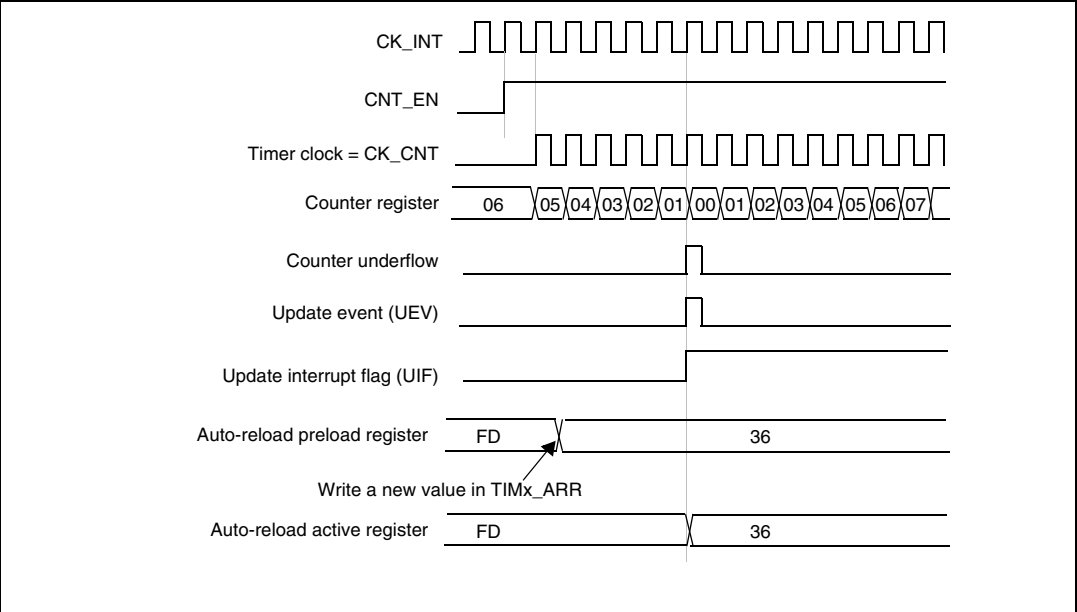 CK_INT
CNT_EN
Timer clock = CK_CNT
Counter register 06 05 04 03 02 01 00 01 02 03 04 05 06 07
Counter underflow
Update event (UEV)
Update interrupt flag (UIF)
Auto-reload preload register FD 36
Write a new value in TIMx_ARR
Auto-reload active register FD 36